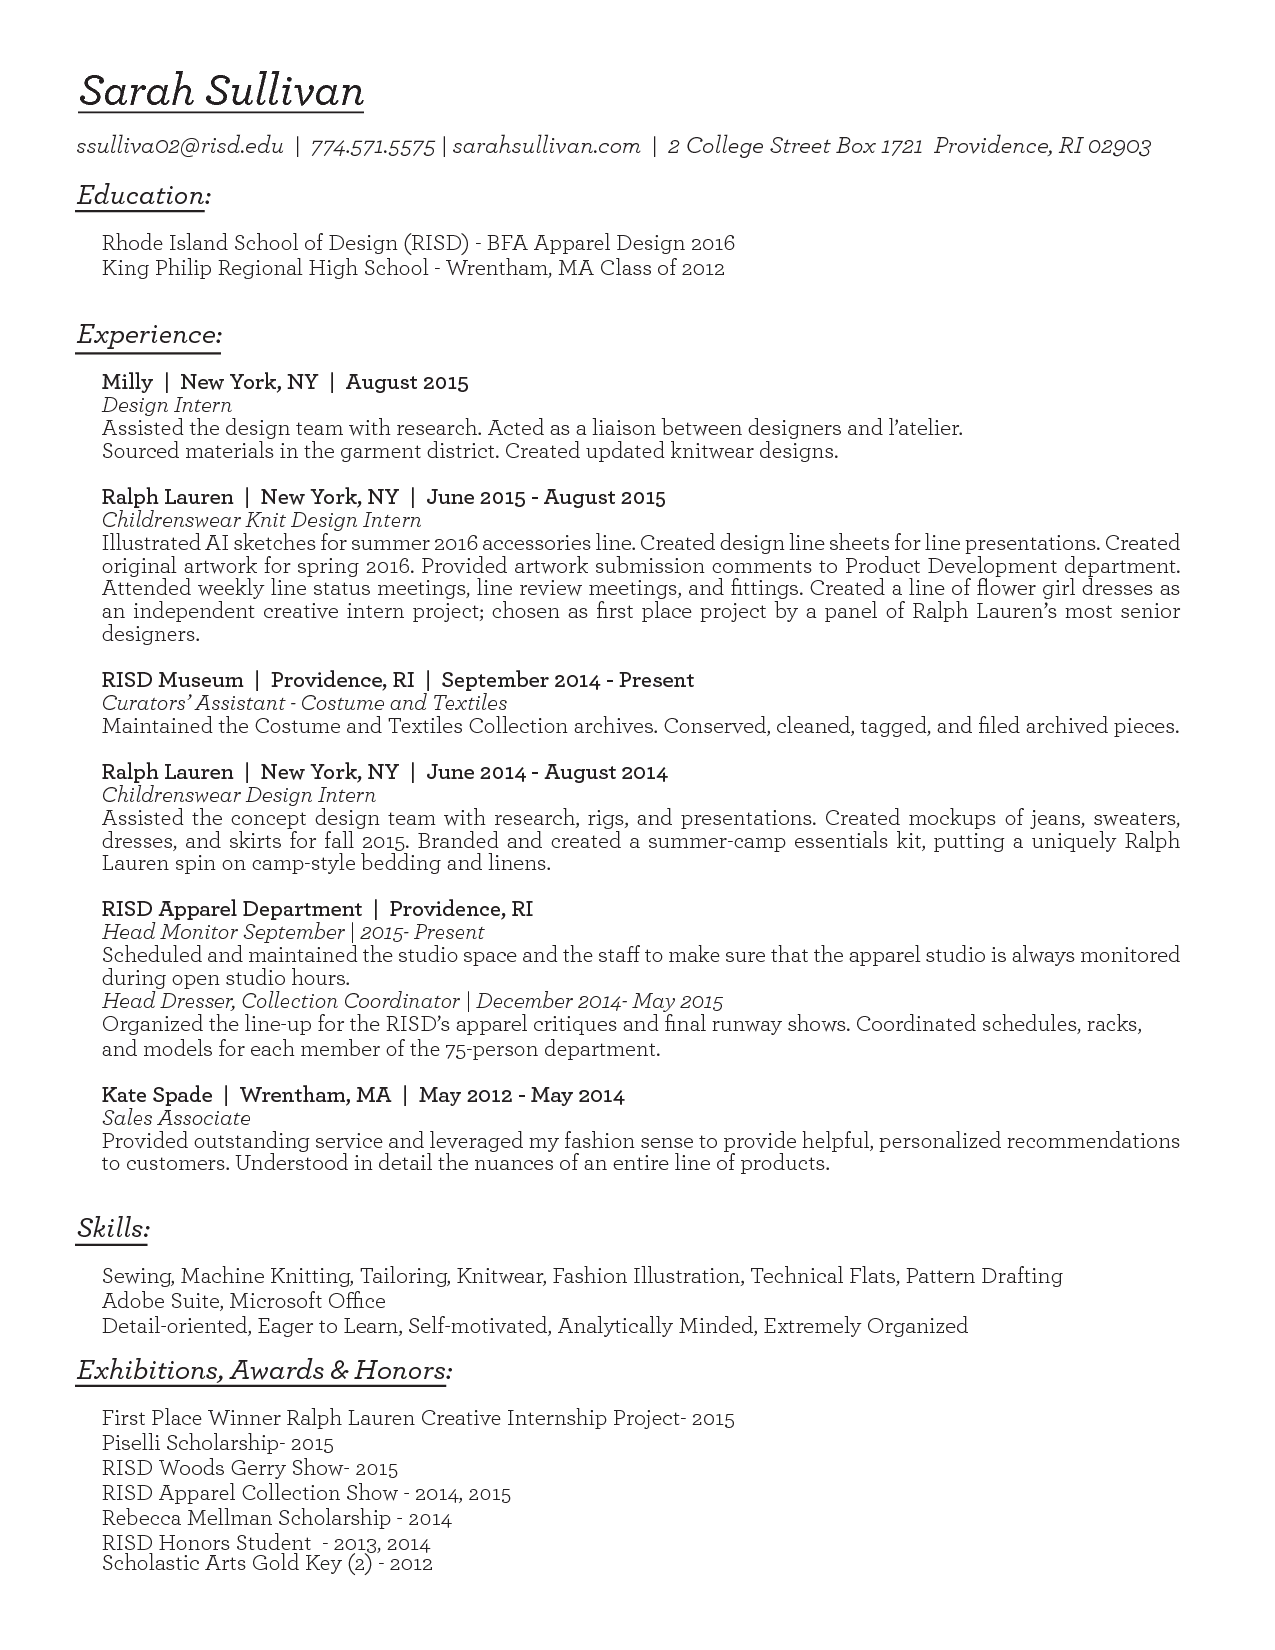 Sarah Sullivan
ssulliva02@risd.edu | 774.571.5575 | sarahsullivan.com | 2 College Street Box 1721 Providence, RI 02903
Education:
Rhode Island School of Design (RISD) - BFA Apparel Design 2016
King Philip Regional High School - Wrentham, MA Class of 2012
Experience:
Milly | New York, NY | August 2015
Design Intern
Assisted the design team with research. Acted as a liaison between designers and l’atelier.
Sourced materials in the garment district. Created updated knitwear designs.
Ralph Lauren | New York, NY | June 2015 - August 2015
Childrenswear Knit Design Intern
Illustrated AI sketches for summer 2016 accessories line. Created design line sheets for line presentations. Created
original artwork for spring 2016. Provided artwork submission comments to Product Development department.
Attended weekly line status meetings, line review meetings, and fittings. Created a line of flower girl dresses as
an independent creative intern project; chosen as first place project by a panel of Ralph Lauren’s most senior
designers.
RISD Museum | Providence, RI | September 2014 - Present
Curators’ Assistant - Costume and Textiles
Maintained the Costume and Textiles Collection archives. Conserved, cleaned, tagged, and filed archived pieces.
Ralph Lauren | New York, NY | June 2014 - August 2014
Childrenswear Design Intern
Assisted the concept design team with research, rigs, and presentations. Created mockups of jeans, sweaters,
dresses, and skirts for fall 2015. Branded and created a summer-camp essentials kit, putting a uniquely Ralph
Lauren spin on camp-style bedding and linens.
RISD Apparel Department | Providence, RI
Head Monitor September | 2015- Present
Scheduled and maintained the studio space and the staff to make sure that the apparel studio is always monitored
during open studio hours.
Head Dresser, Collection Coordinator | December 2014- May 2015
Organized the line-up for the RISD’s apparel critiques and final runway shows. Coordinated schedules, racks,
and models for each member of the 75-person department.
Kate Spade | Wrentham, MA | May 2012 - May 2014
Sales Associate
Provided outstanding service and leveraged my fashion sense to provide helpful, personalized recommendations
to customers. Understood in detail the nuances of an entire line of products.
Skills:
Sewing, Machine Knitting, Tailoring, Knitwear, Fashion Illustration, Technical Flats, Pattern Drafting
Adobe Suite, Microsoft Office
Detail-oriented, Eager to Learn, Self-motivated, Analytically Minded, Extremely Organized
Exhibitions, Awards & Honors:
First Place Winner Ralph Lauren Creative Internship Project- 2015
Piselli Scholarship- 2015
RISD Woods Gerry Show- 2015
RISD Apparel Collection Show - 2014, 2015
Rebecca Mellman Scholarship - 2014
RISD Honors Student - 2013, 2014
Scholastic Arts Gold Key (2) - 2012